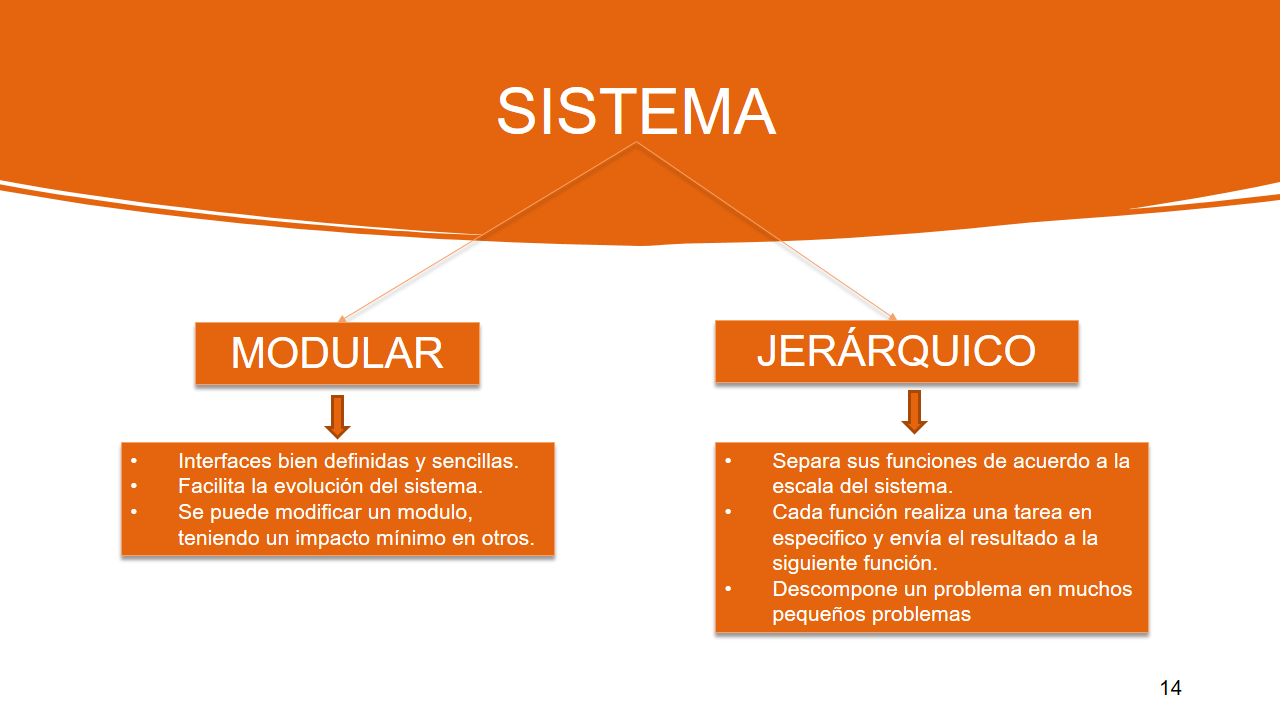 SISTEMA
MODULAR
JERÁRQUICO
• Interfaces bien definidas y sencillas.
• Facilita la evolución del sistema.
• Se puede modificar un modulo,
teniendo un impacto mínimo en otros.
• Separa sus funciones de acuerdo a la
escala del sistema.
• Cada función realiza una tarea en
especifico y envía el resultado a la
siguiente función.
• Descompone un problema en muchos
pequeños problemas
14